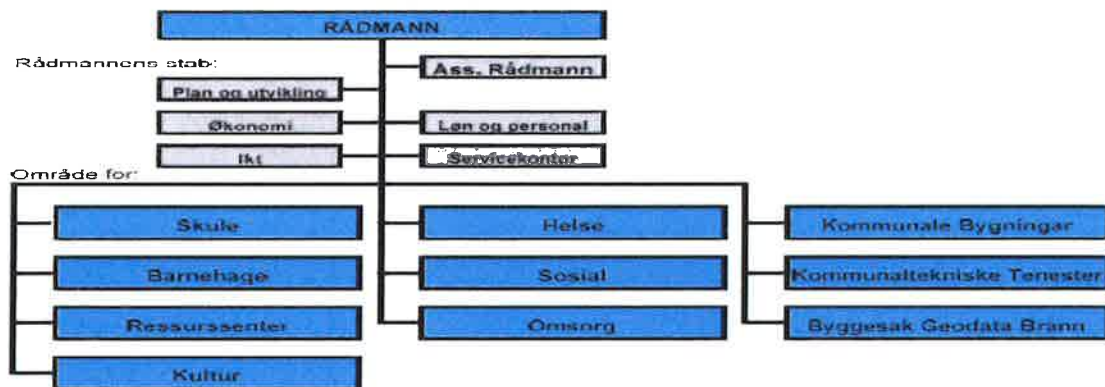 RÅDMANN
Rådmannens stab:
Ass. Rådmann
Plan og utvikling
Økonomi
Løn og personal
Ikt
Servicekontor
Område for:
Skule
Helse
Kommunale Bygningar
Barnehage
Sosial
Kommunaltekniske Tenester
Ressurssenter
Omsorg
Byggesak Geodata Brann
Kultur